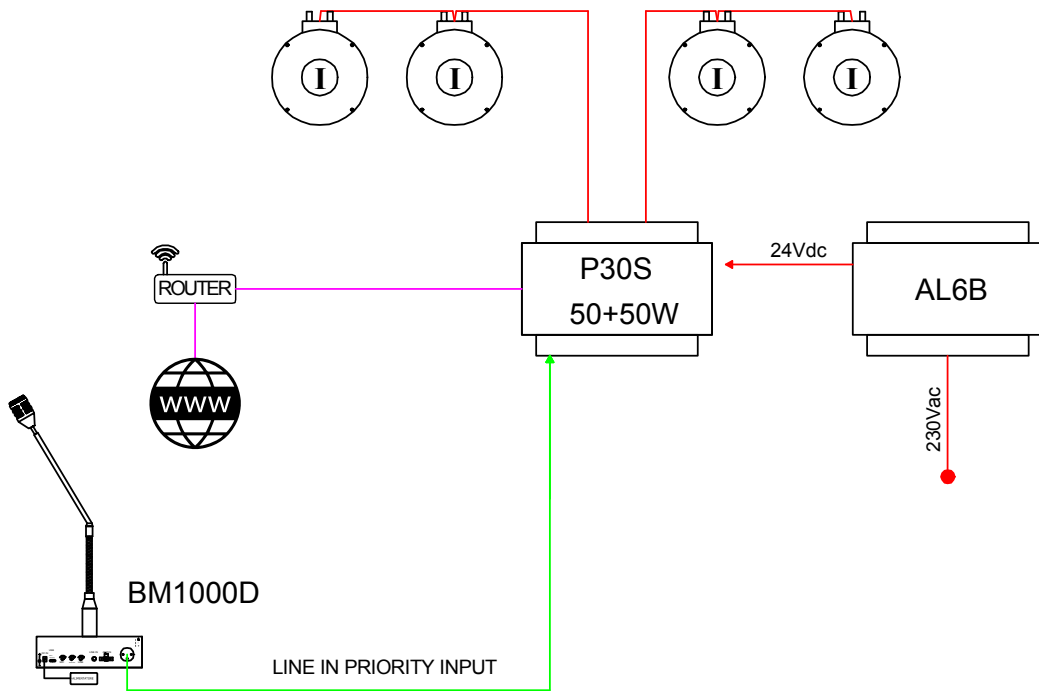 I I I I
24Vdc
P30S
50+50W
AL6B
ROUTER
WWW
230Vac
BM1000D
LINE IN PRIORITY INPUT